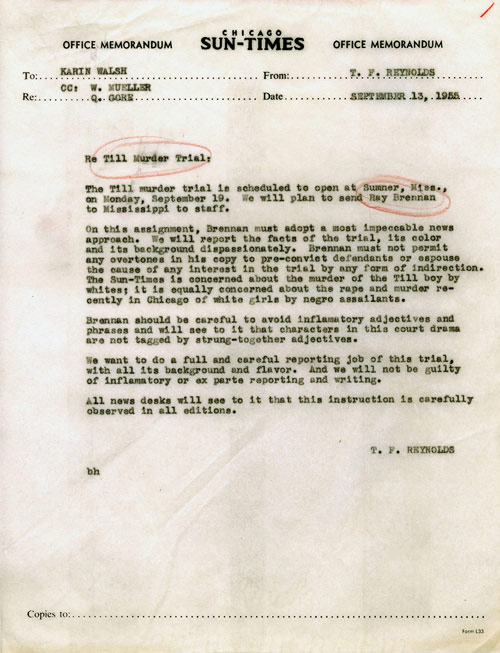 CHICAGO
OFFICE MEMORANDUM SUN-TIMES OFFICE MEMORANDUM
To: KARIN WALSH From: T. F. REYNOLDS
CC: W. MUELLER
Re: Q. GORE Date SEPTEMBER 13, 1955
Re Till Murder Trial:
The Till murder trial is scheduled to open at Sumner, Miss.,
on Monday, September 19. We will plan to send Ray Brennan
to Mississippi to staff.
On this assignment, Brennan must adopt a most impeccable news
approach. We will report the facts of the trial, its color
and its background dispassionately. Brennan must not permit
any overtones in his copy to pre-convict defendants or espouse
the cause of any interest in the trial by any form of indirection.
The Sun-Times is concerned about the murder of the Till boy by
whites; it is equally concerned about the rape and murder re-
cently in Chicago of white girls by negro assailants.
Brennan should be careful to avoid inflamatory adjectives and
phrases and will see to it that characters in this court drama
are not tagged by strung-together adjectives.
We want to do a full and careful reporting job of this trial,
with all its background and flavor. And we will not be guilty
of inflamatory or ex parte reporting and writing.
All news desks will see to it that this instruction is carefully
observed in all editions.
T. F. REYNOLDS
bh
Copies to:
Form L33